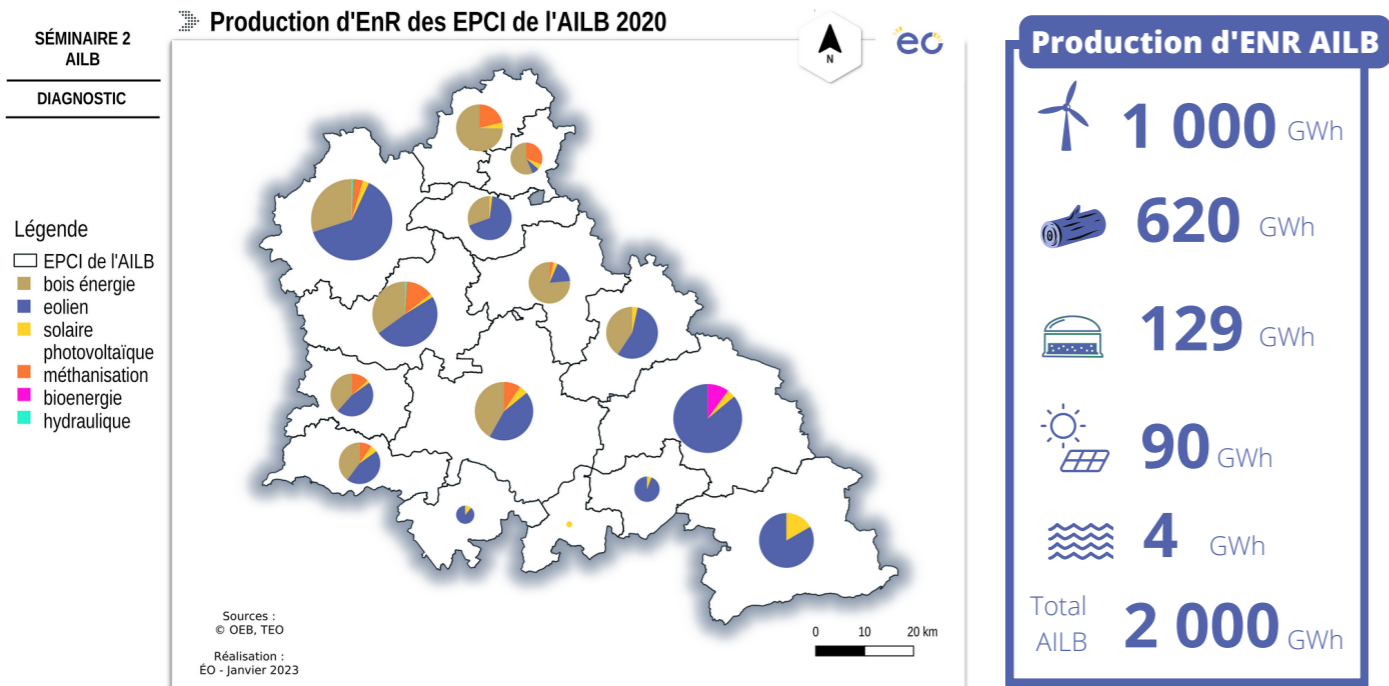 SÉMINAIRE 2
AILB
DIAGNOSTIC
Production d'EnR des EPCI de l'AILB 2020
N
éo
Légende
EPCI de l'AILB
bois énergie
eolien
solaire
photovoltaïque
méthanisation
bioenergie
hydraulique
Sources :
© OEB, TEO
Réalisation :
ÉO - Janvier 2023
0 10 20 km
Production d'ENR AILB
1 000 GWh
620 GWh
129 GWh
90 GWh
4 GWh
Total
AILB
2 000 GWh